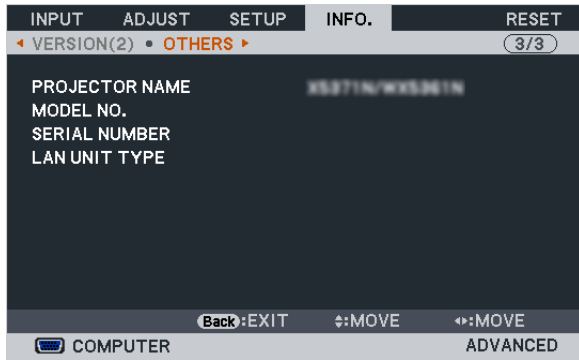 INPUT ADJUST SETUP INFO. RESET
◂ VERSION(2) • OTHERS ▸ 3/3
PROJECTOR NAME
MODEL NO.
SERIAL NUMBER
LAN UNIT TYPE
Back:EXIT ♦:MOVE ◂▸:MOVE
COMPUTER ADVANCED